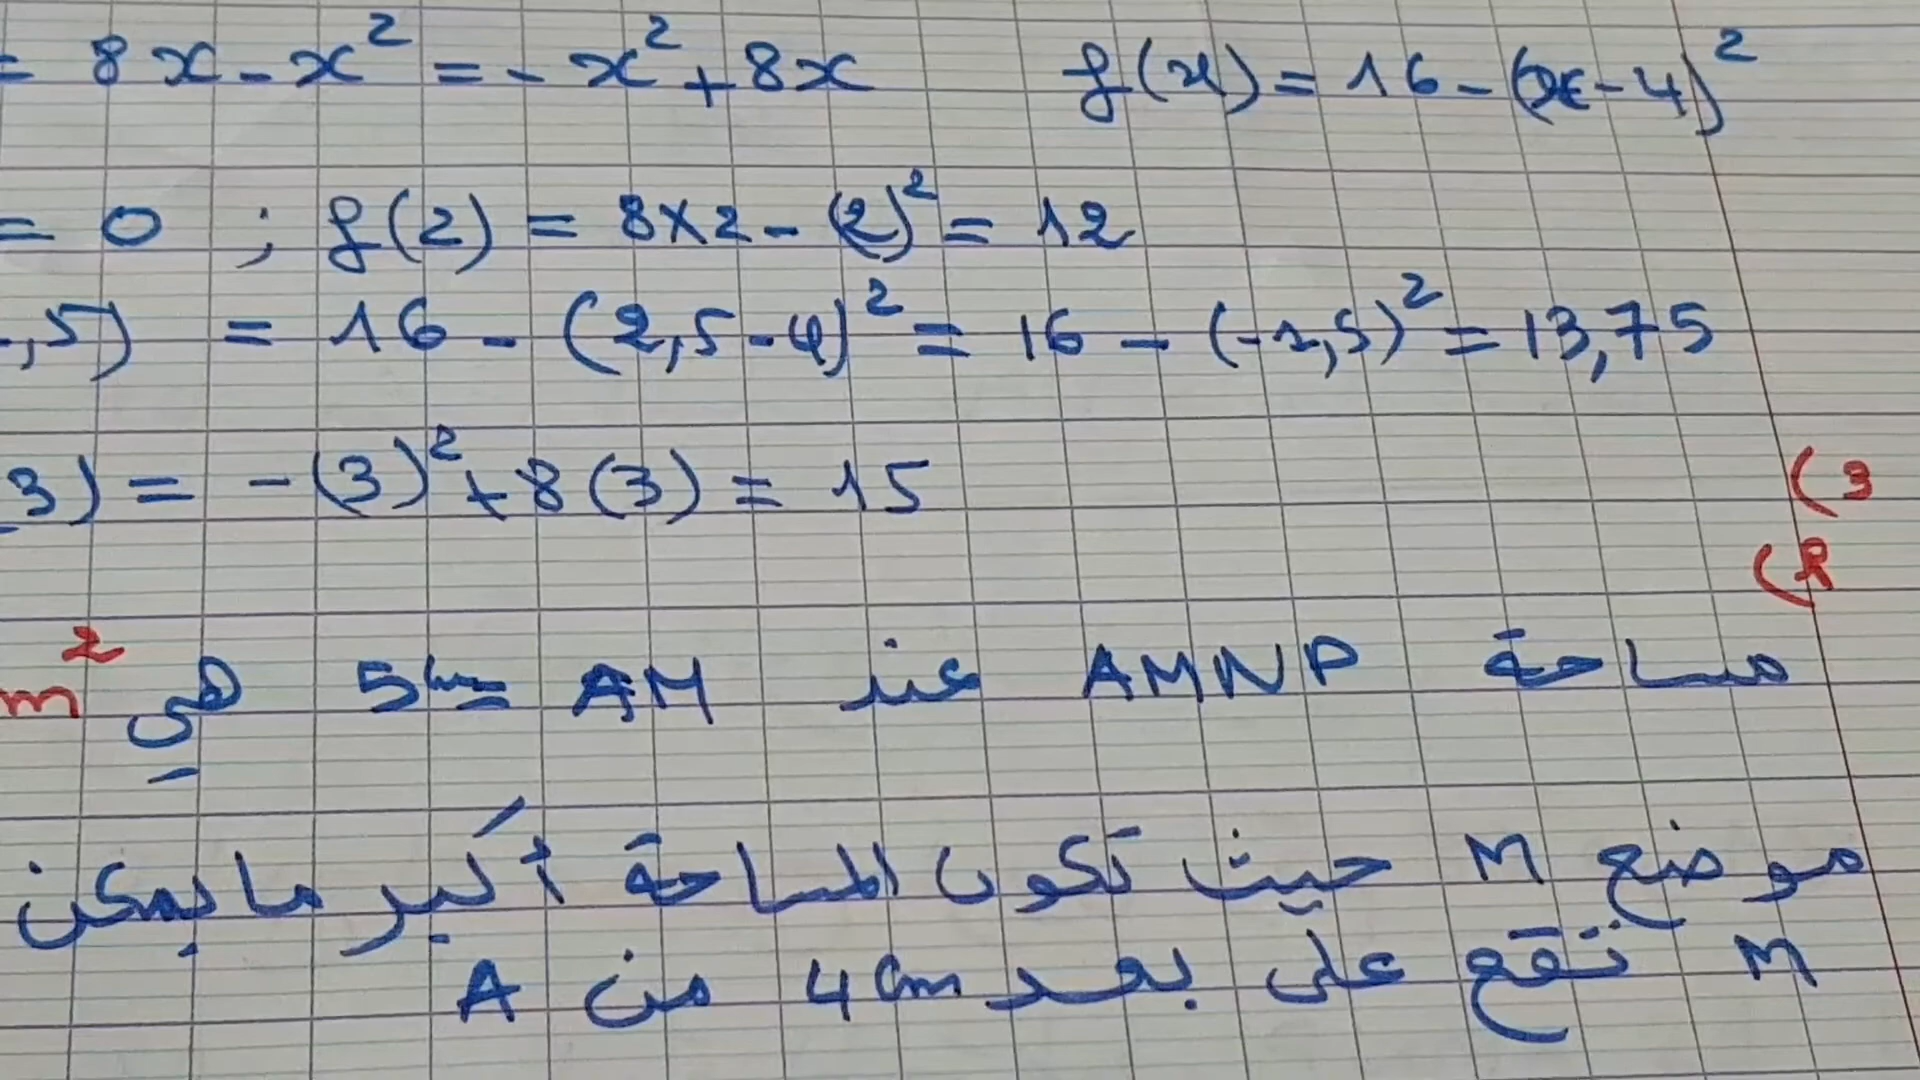 = 8x - x² = - x² + 8x f(x) = 16 - (x - 4)²
= 0 ; f(2) = 8 × 2 - (2)² = 12
,5) = 16 - (2,5 - 4)² = 16 - (-1,5)² = 13,75
3) = - (3)² + 8(3) = 15
(3
مساحة AMNP عند AM = 5cm هي m²
موضع M حيث تكون المساحة أكبر ما يمكن
M تقع على بعد 4cm من A